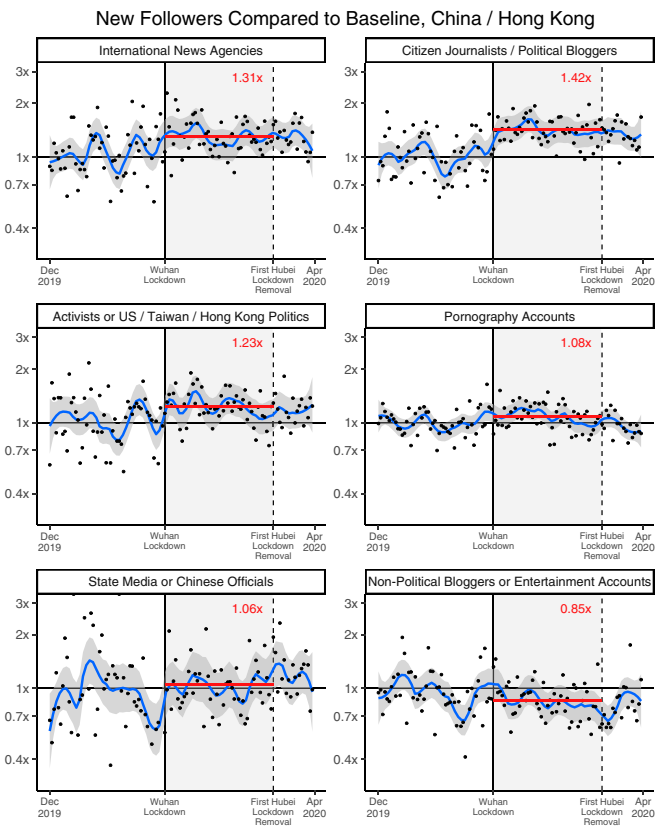 New Followers Compared to Baseline, China / Hong Kong
International News Agencies
Citizen Journalists / Political Bloggers
3x
2x
1x
0.7x
0.4x
1.31x
Dec
2019
Wuhan
Lockdown
First Hubei
Lockdown
Removal
Apr
2020
3x
2x
1x
0.7x
0.4x
1.42x
Dec
2019
Wuhan
Lockdown
First Hubei
Lockdown
Removal
Apr
2020
Activists or US / Taiwan / Hong Kong Politics
Pornography Accounts
3x
1x
0.7x
0.4x
1.23x
Dec
2019
Wuhan
Lockdown
First Hubei
Lockdown
Removal
Apr
2020
3x
2x
1x
0.7x
0.4x
1.08x
Dec
2019
Wuhan
Lockdown
First Hubei
Lockdown
Removal
Apr
2020
State Media or Chinese Officials
Non-Political Bloggers or Entertainment Accounts
3x
2x
1x
0.7x
0.4x
1.06x
Dec
2019
Wuhan
Lockdown
First Hubei
Lockdown
Removal
Apr
2020
3x
2x
1x
0.7x
0.4x
0.85x
Dec
2019
Wuhan
Lockdown
First Hubei
Lockdown
Removal
Apr
2020